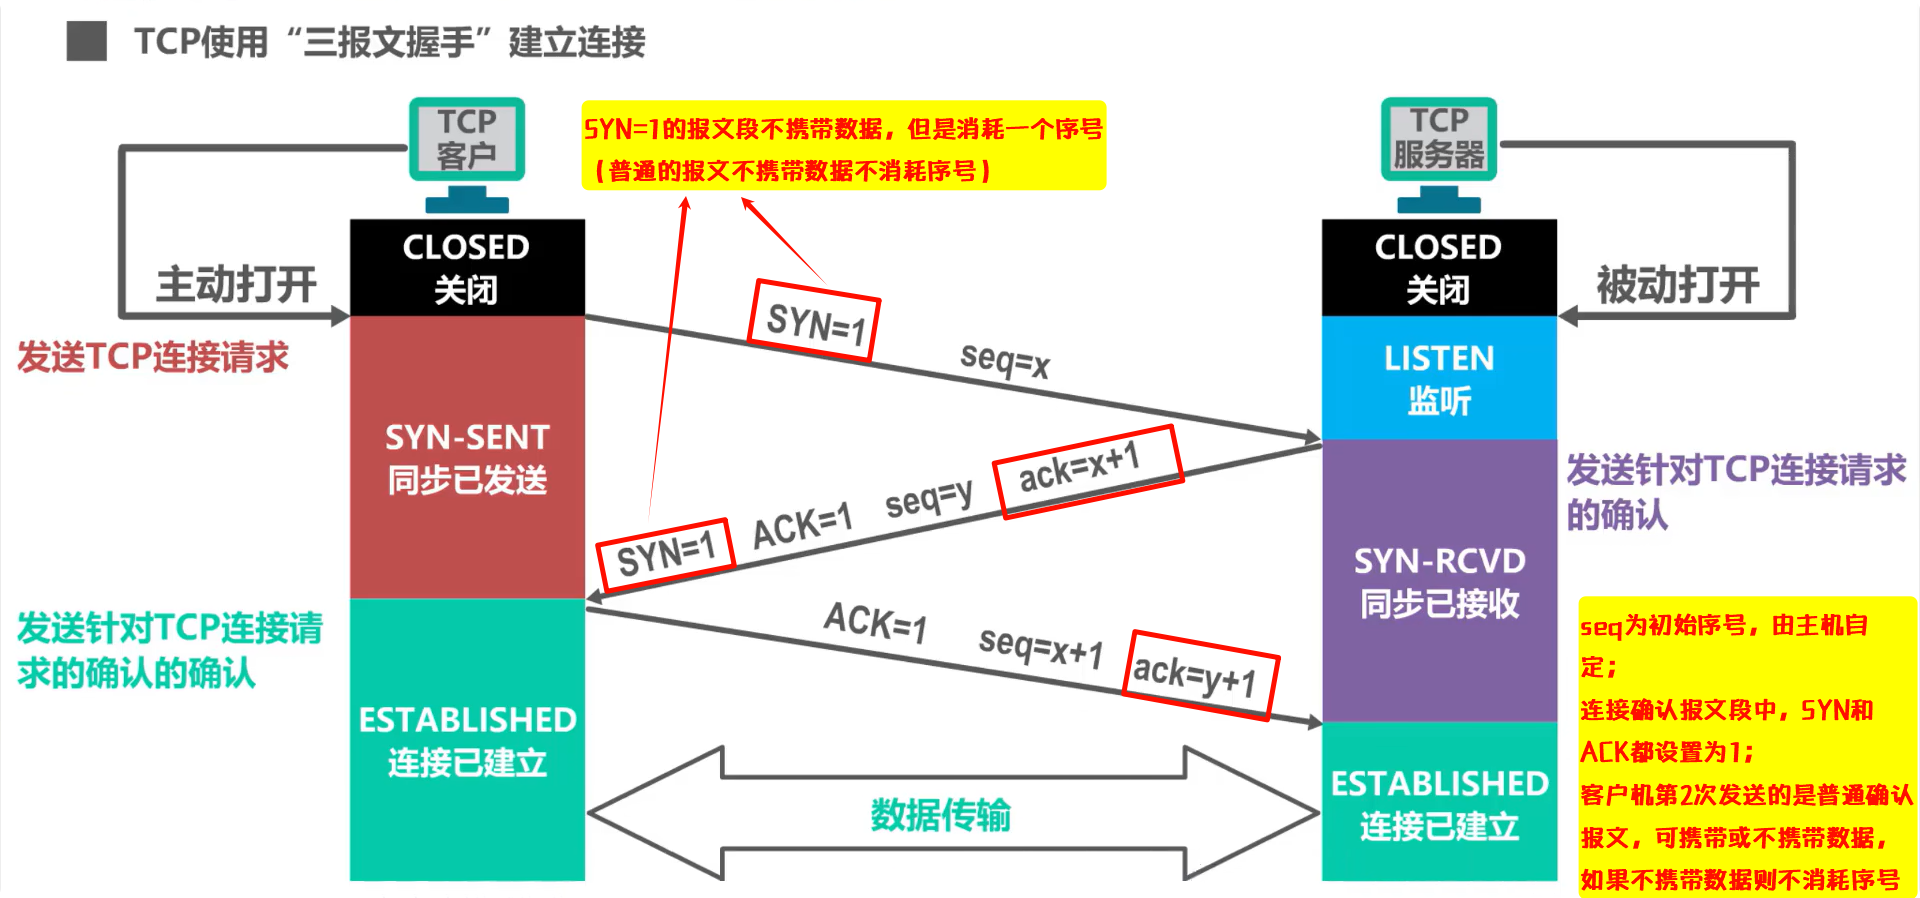 TCP使用“三报文握手”建立连接
TCP
客户
SYN=1的报文段不携带数据，但是消耗一个序号
（普通的报文不携带数据不消耗序号）
TCP
服务器
CLOSED
关闭
主动打开
CLOSED
关闭
被动打开
发送TCP连接请求
SYN=1
seq=x
LISTEN
监听
SYN-SENT
同步已发送
ack=x+1
seq=y
ACK=1
SYN=1
发送针对TCP连接请求
的确认
SYN-RCVD
同步已接收
发送针对TCP连接请
求的确认的确认
ACK=1
seq=x+1
ack=y+1
ESTABLISHED
连接已建立
数据传输
ESTABLISHED
连接已建立
seq为初始序号，由主机自
定；
连接确认报文段中，SYN和
ACK都设置为1；
客户机第2次发送的是普通确认
报文，可携带或不携带数据，
如果不携带数据则不消耗序号